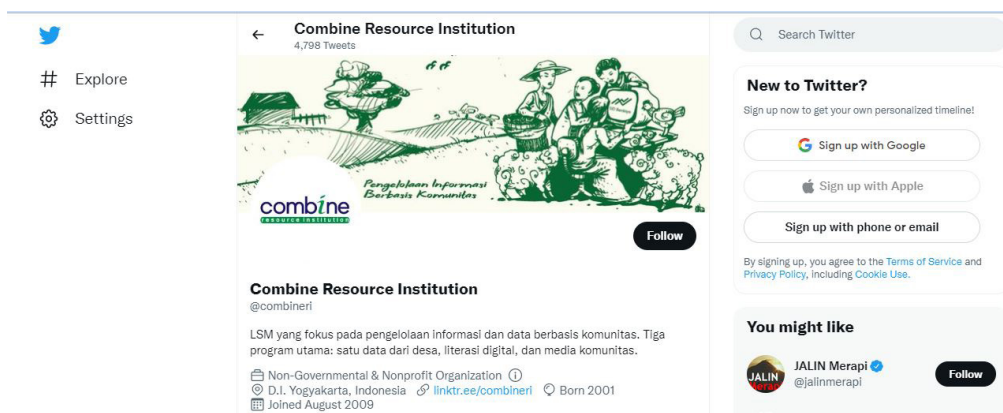 Explore
Settings
Combine Resource Institution
4,798 Tweets
Pengelolaan Informasi
Berbasis Komunitas
combine
resource institution
Follow
Combine Resource Institution
@combineri
LSM yang fokus pada pengelolaan informasi dan data berbasis komunitas. Tiga
program utama: satu data dari desa, literasi digital, dan media komunitas.
Non-Governmental & Nonprofit Organization
D.I. Yogyakarta, Indonesia linktr.ee/combineri Born 2001
Joined August 2009
Search Twitter
New to Twitter?
Sign up now to get your own personalized timeline!
Sign up with Google
Sign up with Apple
Sign up with phone or email
By signing up, you agree to the Terms of Service and
Privacy Policy, including Cookie Use.
You might like
JALIN
Merapi
JALIN Merapi
@jalinmerapi
Follow